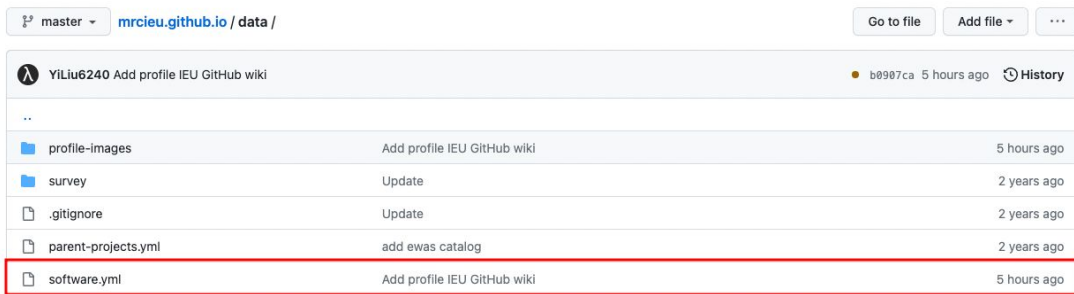 master mrcieu.github.io / data / Go to file Add file ...
YiLiu6240 Add profile IEU GitHub wiki b0907ca 5 hours ago History
..
profile-images Add profile IEU GitHub wiki 5 hours ago
survey Update 2 years ago
.gitignore Update 2 years ago
parent-projects.yml add ewas catalog 2 years ago
software.yml Add profile IEU GitHub wiki 5 hours ago